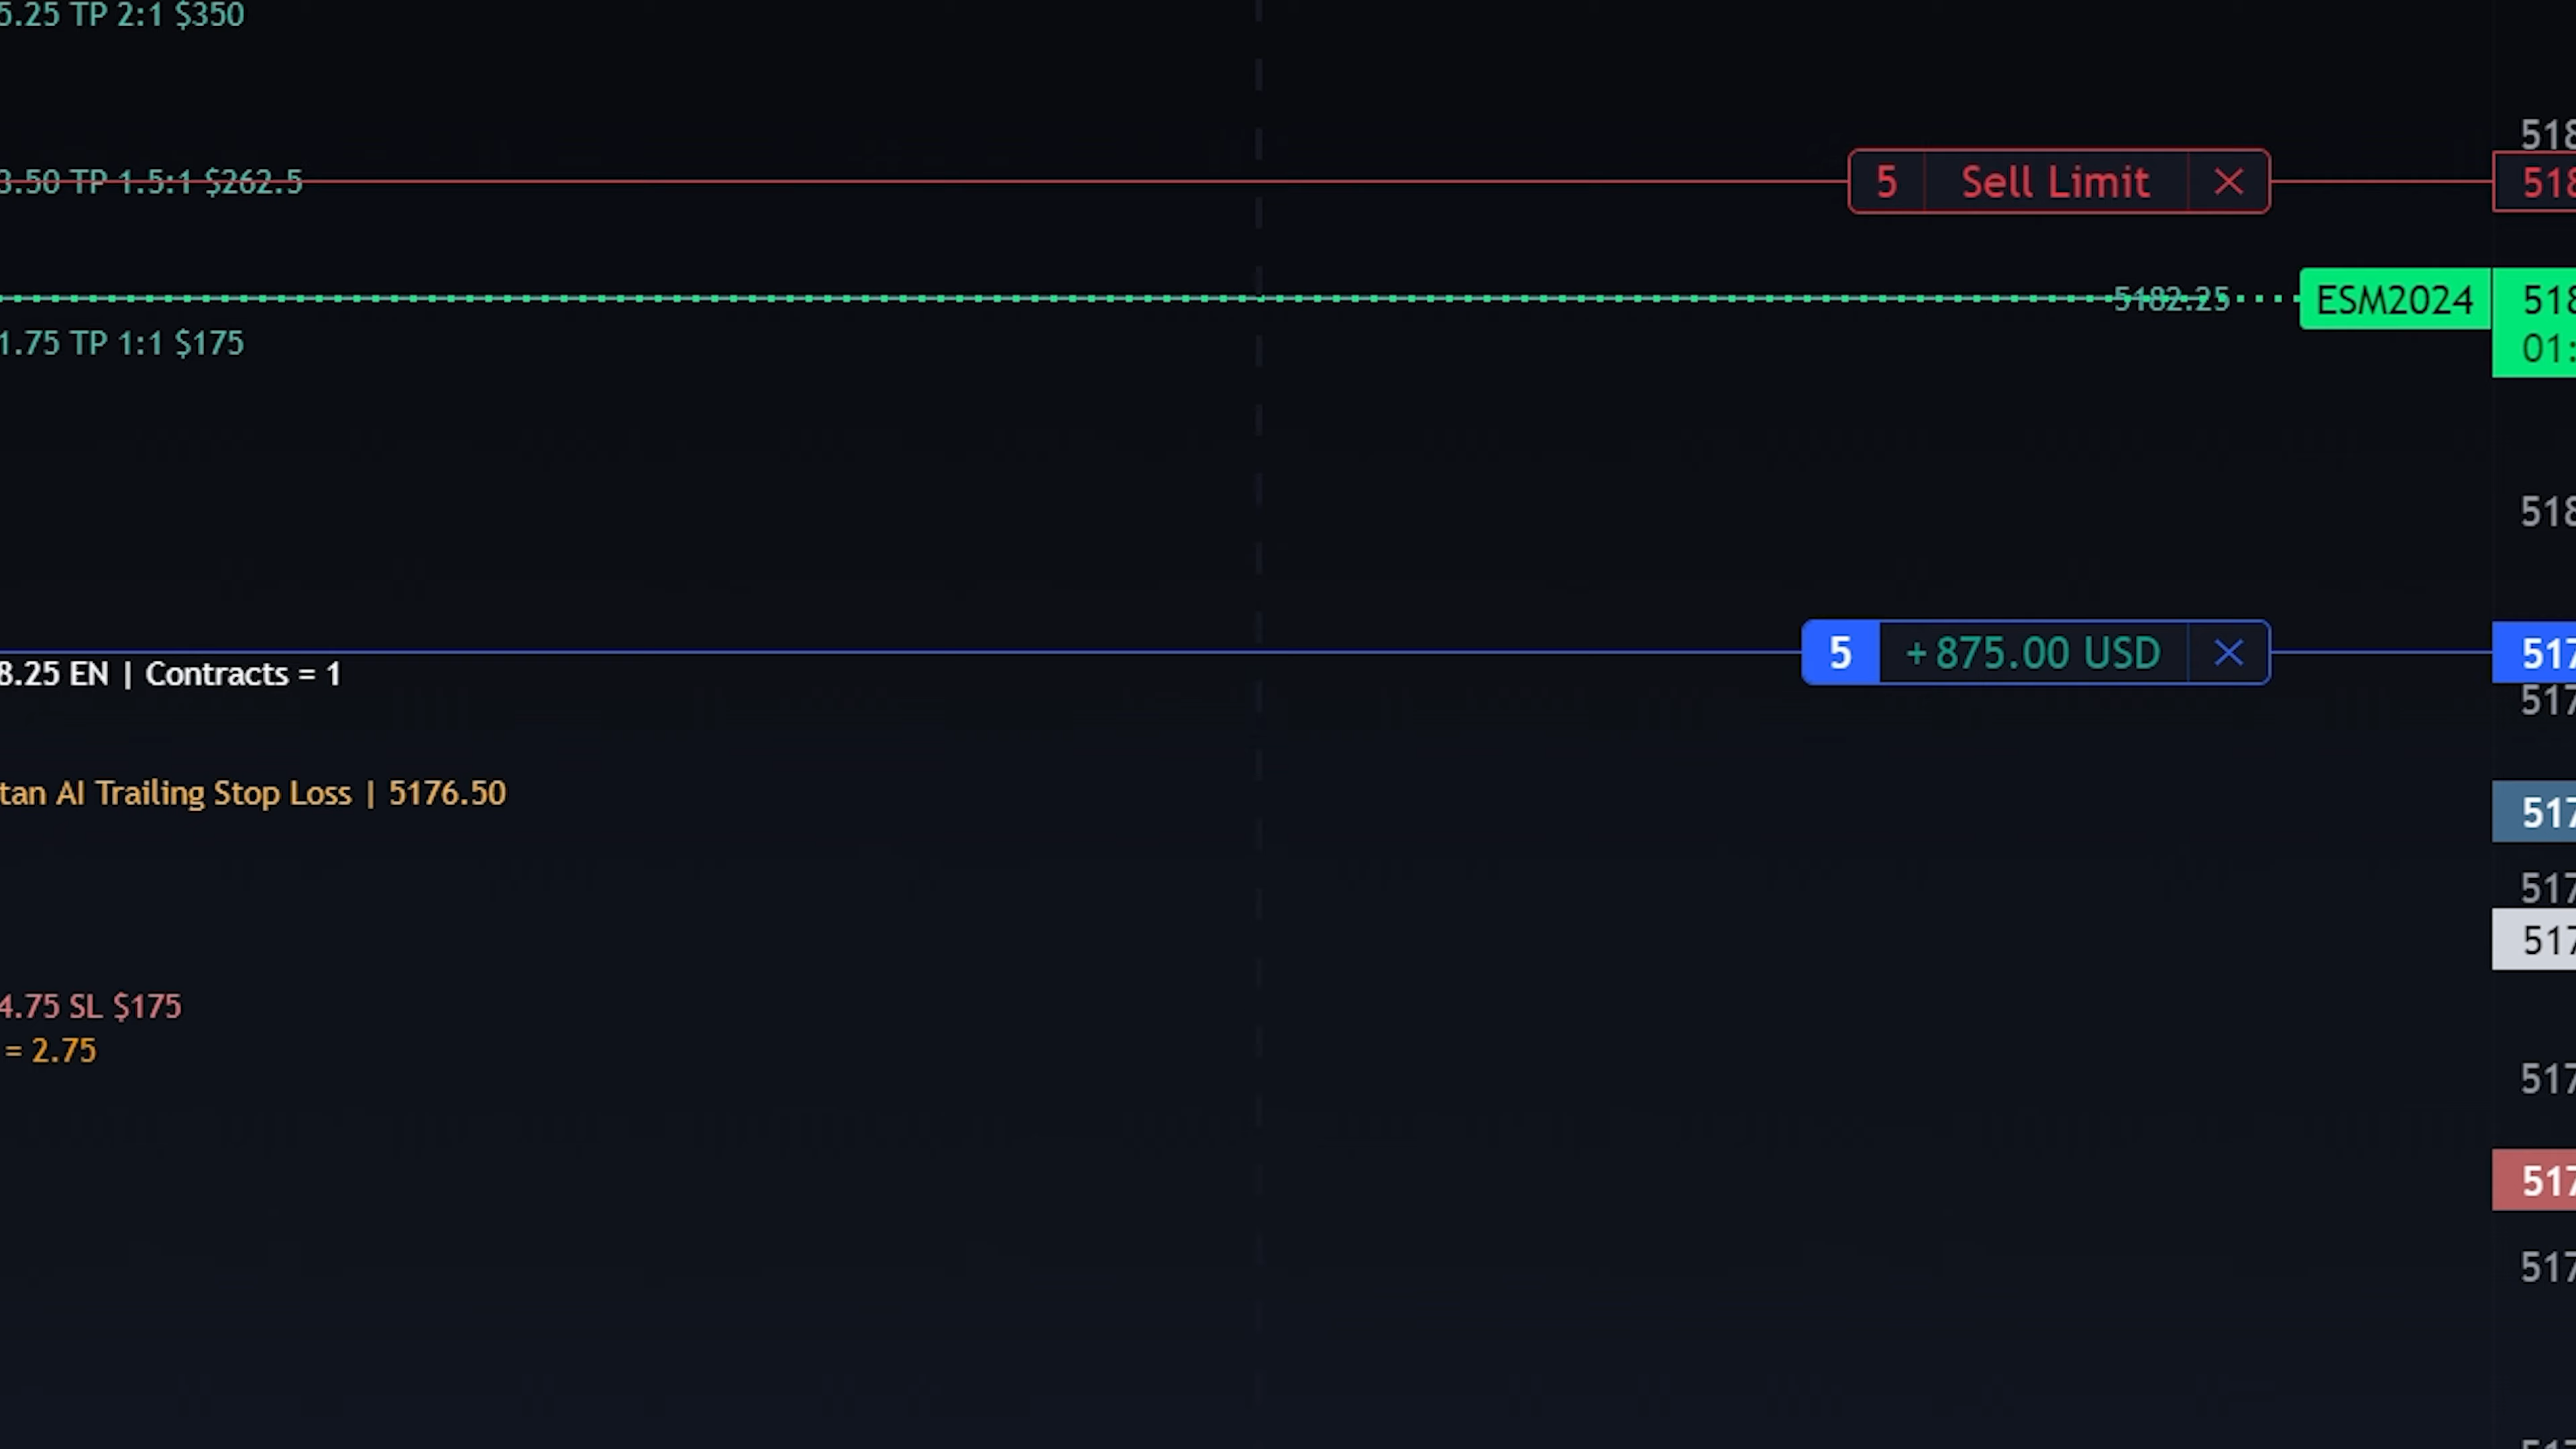 5.25 TP 2:1 $350
518
3.50 TP 1.5:1 $262.5
5 Sell Limit ×
518
5182.25
ESM2024
518
1.75 TP 1:1 $175
01:
518
5 +875.00 USD ×
517
8.25 EN | Contracts = 1
517
tan AI Trailing Stop Loss | 5176.50
517
517
517
4.75 SL $175
= 2.75
517
517
517